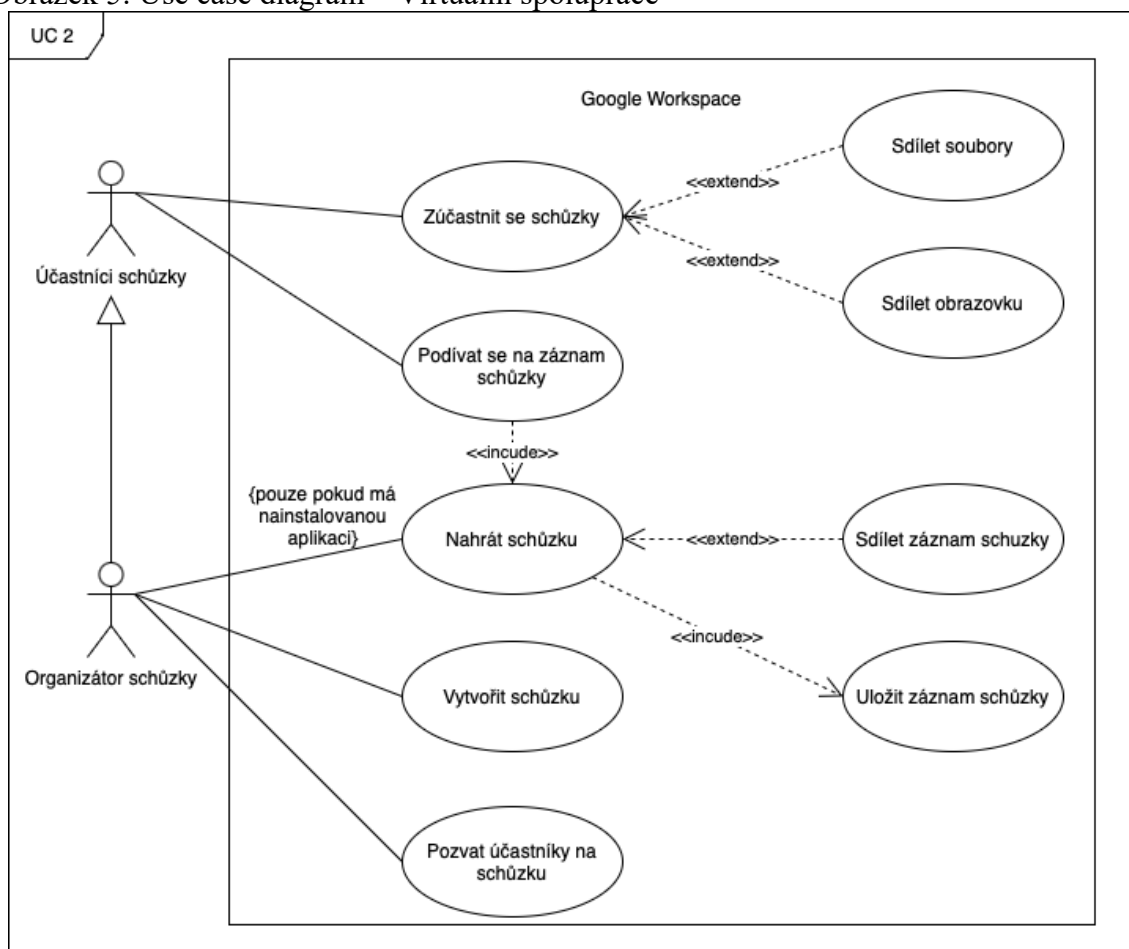 Obrázek 5: Use case diagram – Virtuální spolupráce
UC 2
Google Workspace
Sdílet soubory
<<extend>>
Zúčastnit se schůzky
Účastníci schůzky
<<extend>>
Sdílet obrazovku
Podívat se na záznam
schůzky
<<incude>>
{pouze pokud má
nainstalovanou
aplikaci}
Nahrát schůzku
<<extend>>
Sdílet záznam schuzky
<<incude>>
Organizátor schůzky
Vytvořit schůzku
Uložit záznam schůzky
Pozvat účastníky na
schůzku